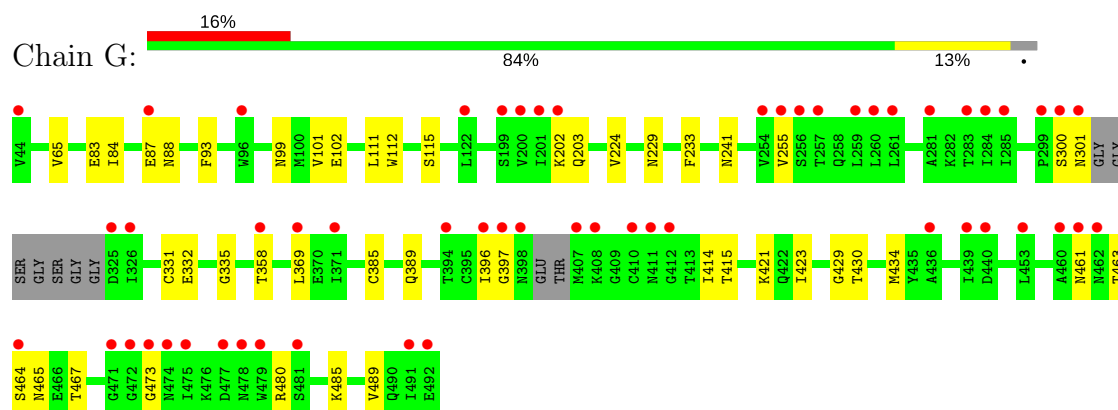 16%
Chain G:
84% 13% •
V44 V65 E83 I84 E87 N88 F93 W96 N99 M100 V101 E102 L111 W112 S115 L122 S199 V200 I201 K202 Q203 V224 N229 F233 N241 V254 V255 S256 T257 Q258 L259 L260 L261 A281 K282 T283 I284 I285 P299 S300 N301 GLY GLY
SER GLY SER GLY GLY D325 I326 C331 E332 G335 T358 L369 E370 I371 C385 Q389 T394 C395 I396 G397 N398 GLU THR M407 K408 G409 C410 N411 G412 T413 I414 T415 K421 Q422 I423 G429 T430 M434 Y435 A436 I439 D440 L453 A460 N461 N462 T463
S464 N465 E466 T467 G471 G472 G473 N474 I475 K476 D477 N478 W479 R480 S481 K485 V489 Q490 I491 E492